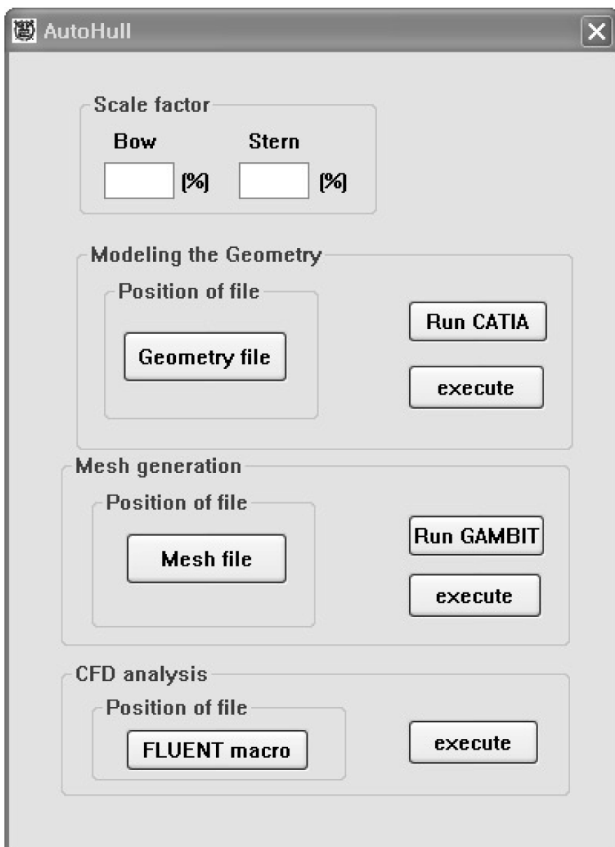 AutoHull
Scale factor
Bow Stern
(%) (%)
Modeling the Geometry
Position of file
Geometry file
Run CATIA
execute
Mesh generation
Position of file
Mesh file
Run GAMBIT
execute
CFD analysis
Position of file
FLUENT macro
execute